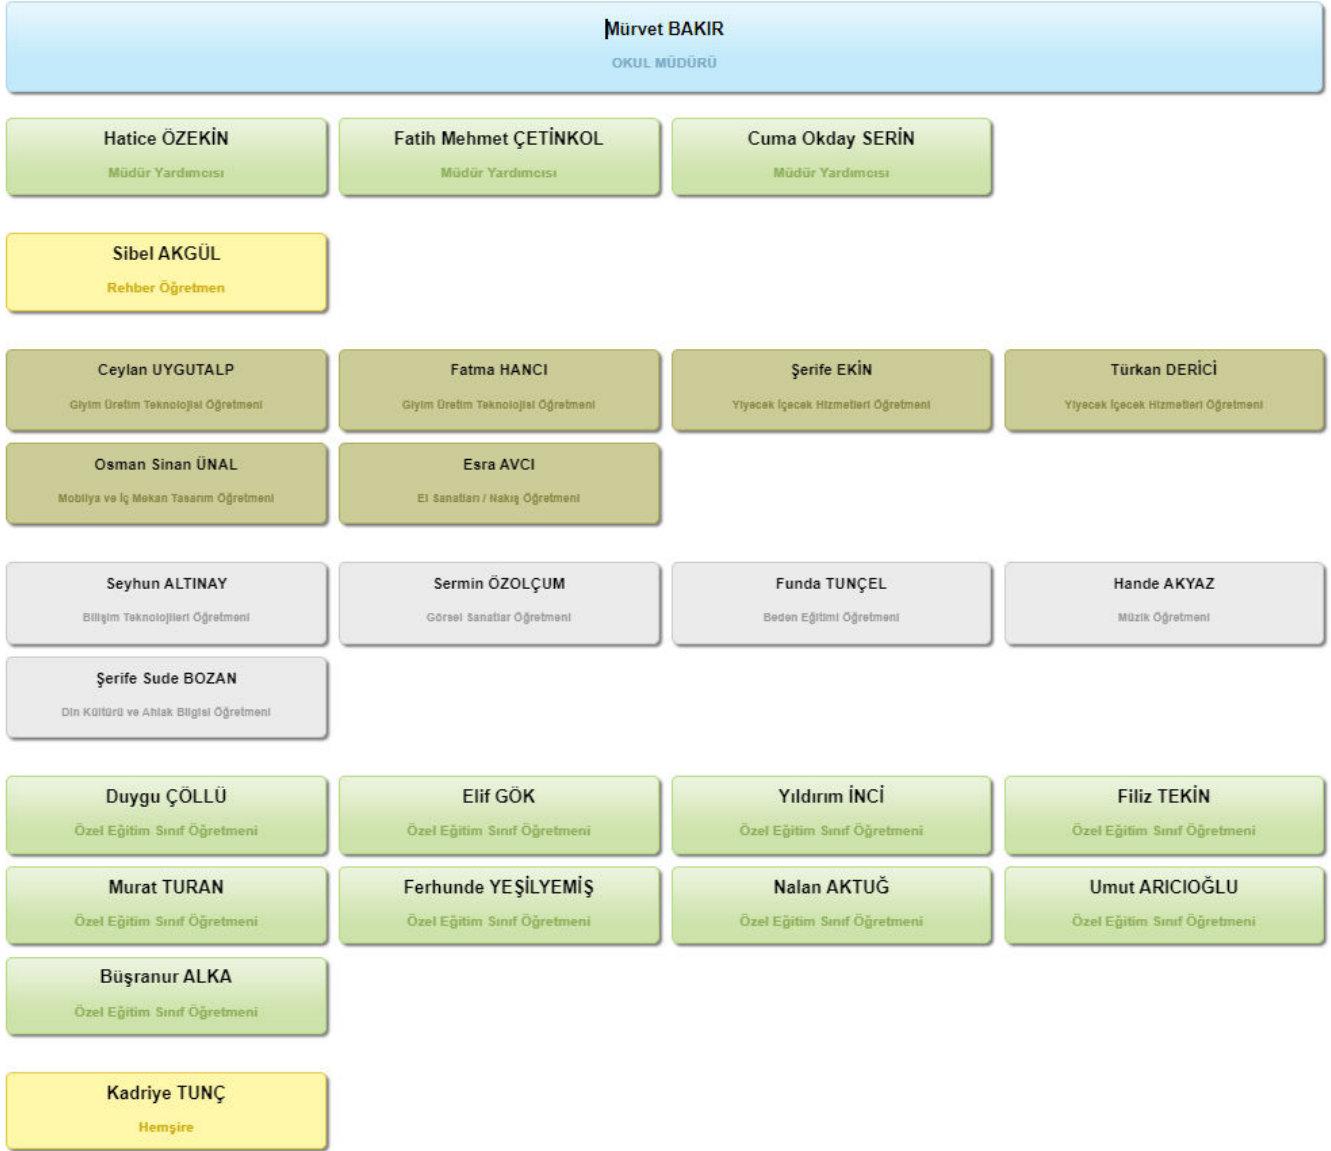 Mürvet BAKIR
OKUL MÜDÜRÜ
Hatice ÖZEKİN
Müdür Yardımcısı
Fatih Mehmet ÇETİNKOL
Müdür Yardımcısı
Cuma Okday SERİN
Müdür Yardımcısı
Sibel AKGÜL
Rehber Öğretmen
Ceylan UYGUTALP
Giyim Üretim Teknolojisi Öğretmeni
Fatma HANCI
Giyim Üretim Teknolojisi Öğretmeni
Şerife EKİN
Yiyecek İçecek Hizmetleri Öğretmeni
Türkan DERİCİ
Yiyecek İçecek Hizmetleri Öğretmeni
Osman Sinan ÜNAL
Mobilya ve İç Mekan Tasarım Öğretmeni
Esra AVCI
El Sanatları / Nakış Öğretmeni
Seyhun ALTINAY
Bilişim Teknolojileri Öğretmeni
Sermin ÖZOLÇUM
Görsel Sanatlar Öğretmeni
Funda TUNÇEL
Beden Eğitimi Öğretmeni
Hande AKYAZ
Müzik Öğretmeni
Şerife Sude BOZAN
Din Kültürü ve Ahlak Bilgisi Öğretmeni
Duygu ÇÖLLÜ
Özel Eğitim Sınıf Öğretmeni
Elif GÖK
Özel Eğitim Sınıf Öğretmeni
Yıldırım İNCİ
Özel Eğitim Sınıf Öğretmeni
Filiz TEKİN
Özel Eğitim Sınıf Öğretmeni
Murat TURAN
Özel Eğitim Sınıf Öğretmeni
Ferhunde YEŞİLYEMİŞ
Özel Eğitim Sınıf Öğretmeni
Nalan AKTUĞ
Özel Eğitim Sınıf Öğretmeni
Umut ARICIOĞLU
Özel Eğitim Sınıf Öğretmeni
Büşranur ALKA
Özel Eğitim Sınıf Öğretmeni
Kadriye TUNÇ
Hemşire